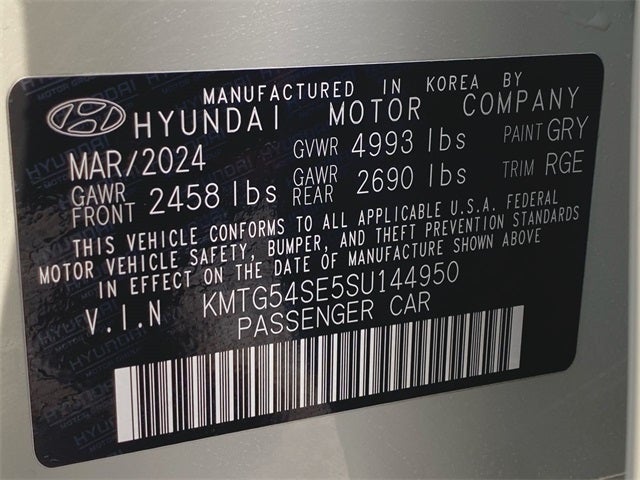 MANUFACTURED IN KOREA BY
HYUNDAI MOTOR COMPANY
MAR/2024 GVWR 4993 lbs PAINT GRY
GAWR FRONT 2458 lbs GAWR REAR 2690 lbs TRIM RGE
THIS VEHICLE CONFORMS TO ALL APPLICABLE U.S.A. FEDERAL
MOTOR VEHICLE SAFETY, BUMPER, AND THEFT PREVENTION STANDARDS
IN EFFECT ON THE DATE OF MANUFACTURE SHOWN ABOVE
V.I.N KMTG54SE5SU144950
PASSENGER CAR